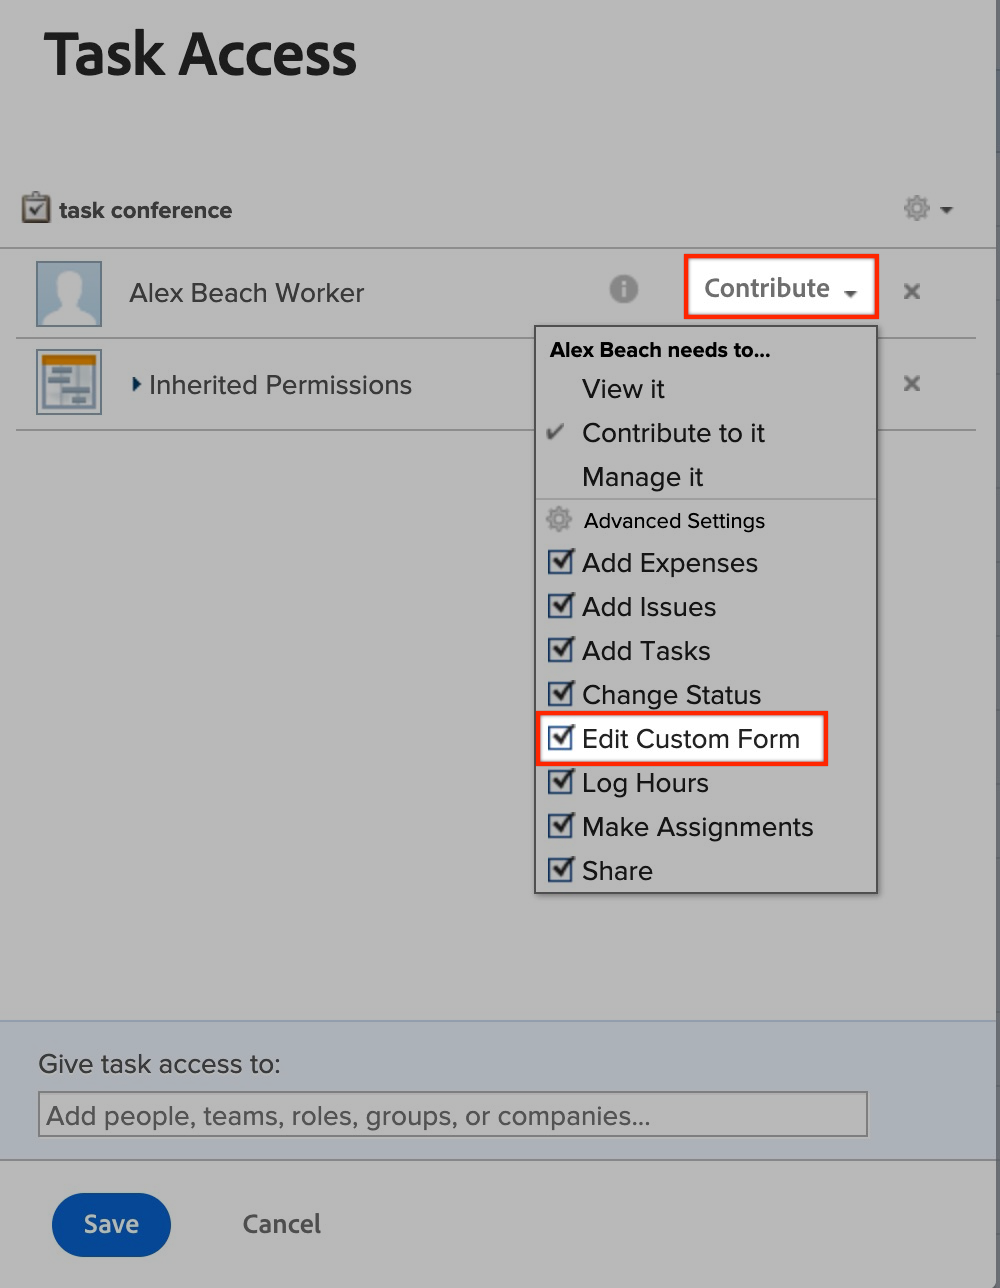 Task Access
task conference
Alex Beach Worker
Contribute
Inherited Permissions
Alex Beach needs to...
View it
Contribute to it
Manage it
Advanced Settings
Add Expenses
Add Issues
Add Tasks
Change Status
Edit Custom Form
Log Hours
Make Assignments
Share
Give task access to:
Add people, teams, roles, groups, or companies...
Save
Cancel